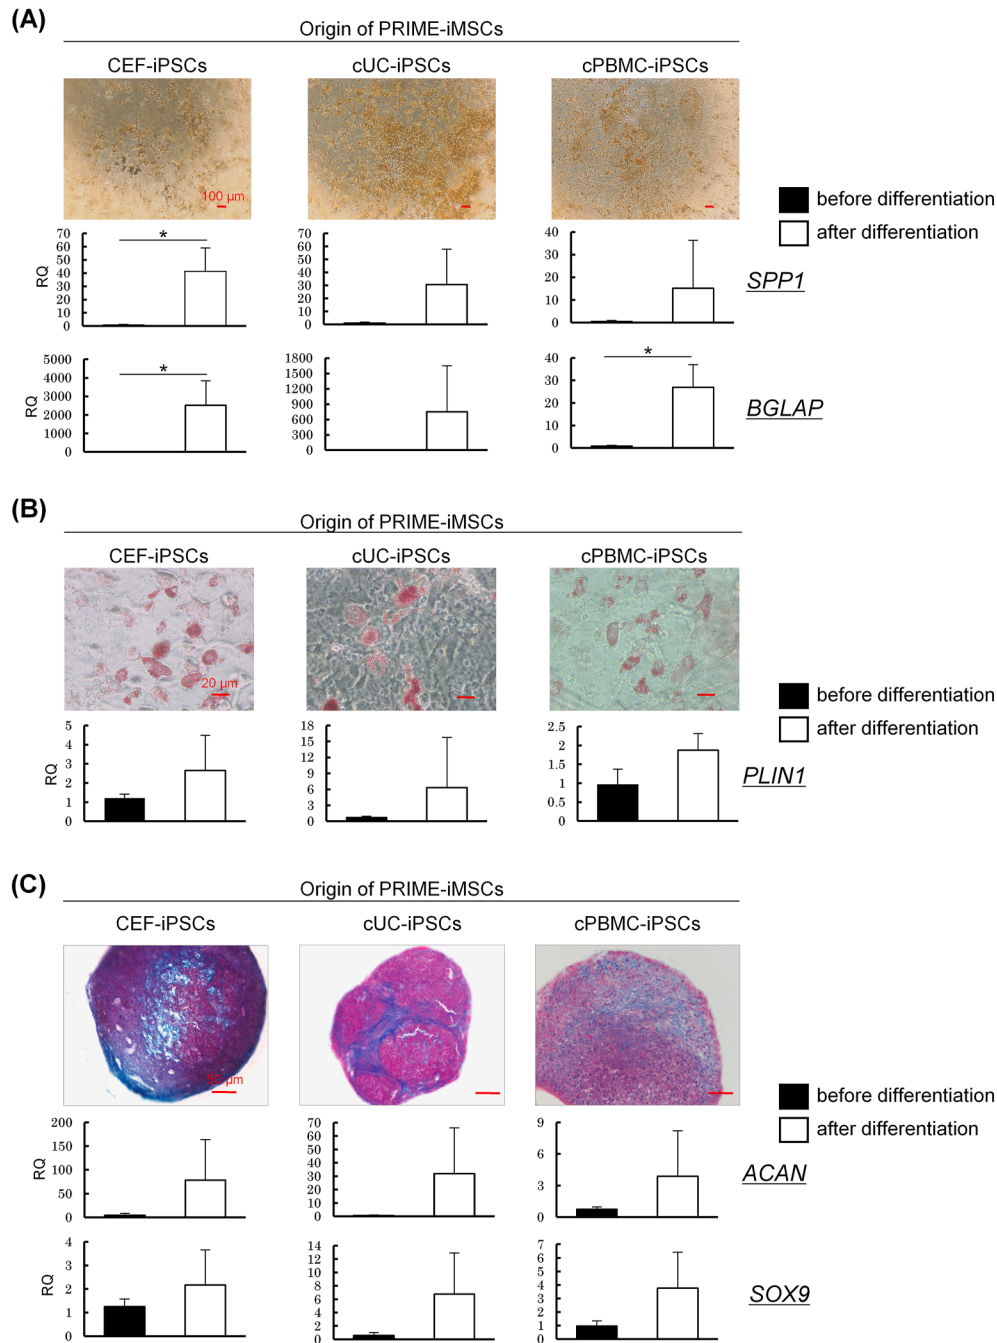 (A)
Origin of PRIME-iMSCs
CEF-iPSCs cUC-iPSCs cPBMC-iPSCs
100 µm
before differentiation
after differentiation
* 
RQ
70 60 50 40 30 20 10 0
70 60 50 40 30 20 10 0
40 30 20 10 0
SPP1
*
*
RQ
5000 4000 3000 2000 1000 0
1800 1500 1200 900 600 300 0
40 30 20 10 0
BGLAP
(B)
Origin of PRIME-iMSCs
CEF-iPSCs cUC-iPSCs cPBMC-iPSCs
20 µm
before differentiation
after differentiation
RQ
5 4 3 2 1 0
18 15 12 9 6 3 0
2.5 2 1.5 1 0.5 0
PLIN1
(C)
Origin of PRIME-iMSCs
CEF-iPSCs cUC-iPSCs cPBMC-iPSCs
µm
before differentiation
after differentiation
RQ
200 150 100 50 0
70 60 50 40 30 20 10 0
9 6 3 0
ACAN
RQ
4 3 2 1 0
14 12 10 8 6 4 2 0
7 6 5 4 3 2 1 0
SOX9